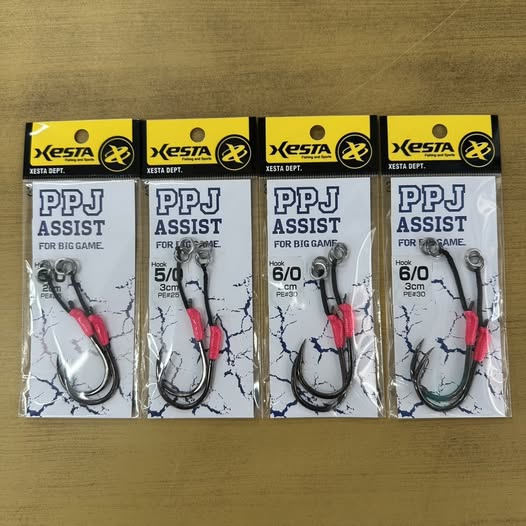 XESTA
Fishing and Sports.
XESTA DEPT.
PPJ
ASSIST
FOR BIG GAME.
Hook
XESTA
Fishing and Sports.
XESTA DEPT.
PPJ
ASSIST
FOR BIG GAME.
Hook
5/0
3cm
PE#25
XESTA
Fishing and Sports.
XESTA DEPT.
PPJ
ASSIST
FOR BIG GAME.
Hook
6/0
PE#30
XESTA
Fishing and Sports.
XESTA DEPT.
PPJ
ASSIST
FOR BIG GAME.
Hook
6/0
3cm
PE#30